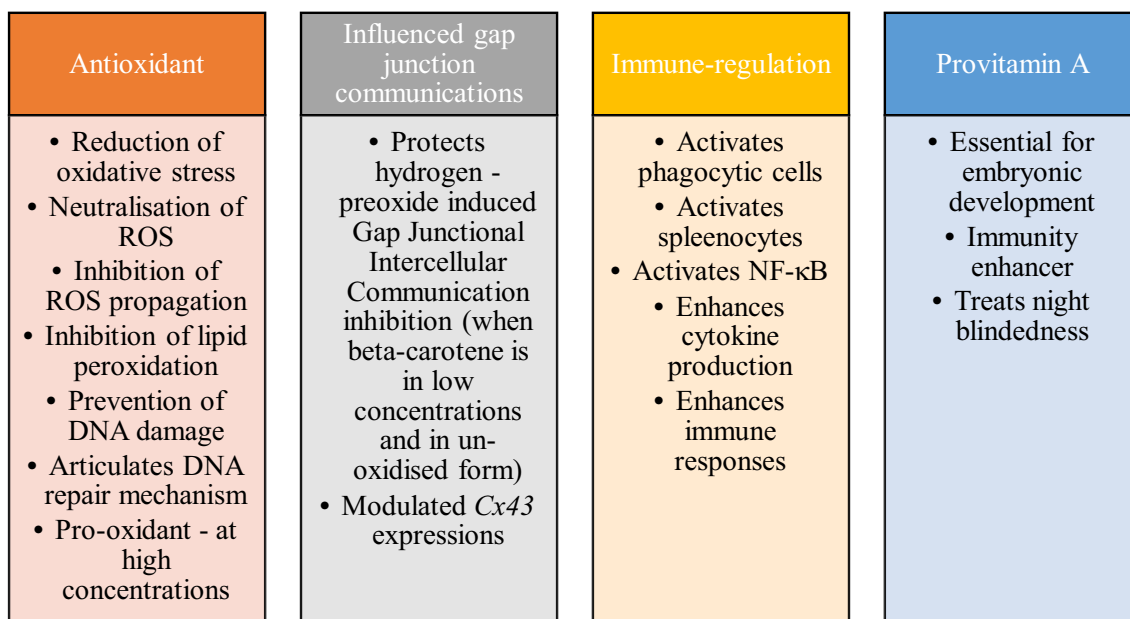 Antioxidant
• Reduction of
oxidative stress
• Neutralisation of
ROS
• Inhibition of
ROS propagation
• Inhibition of lipid
peroxidation
• Prevention of
DNA damage
• Articulates DNA
repair mechanism
• Pro-oxidant - at
high
concentrations
Influenced gap
junction
communications
• Protects
hydrogen -
preoxide induced
Gap Junctional
Intercellular
Communication
inhibition (when
beta-carotene is
in low
concentrations
and in un-
oxidised form)
• Modulated Cx43
expressions
Immune-regulation
• Activates
phagocytic cells
• Activates
spleenocytes
• Activates NF-κB
• Enhances
cytokine
production
• Enhances
immune
responses
Provitamin A
• Essential for
embryonic
development
• Immunity
enhancer
• Treats night
blindedness